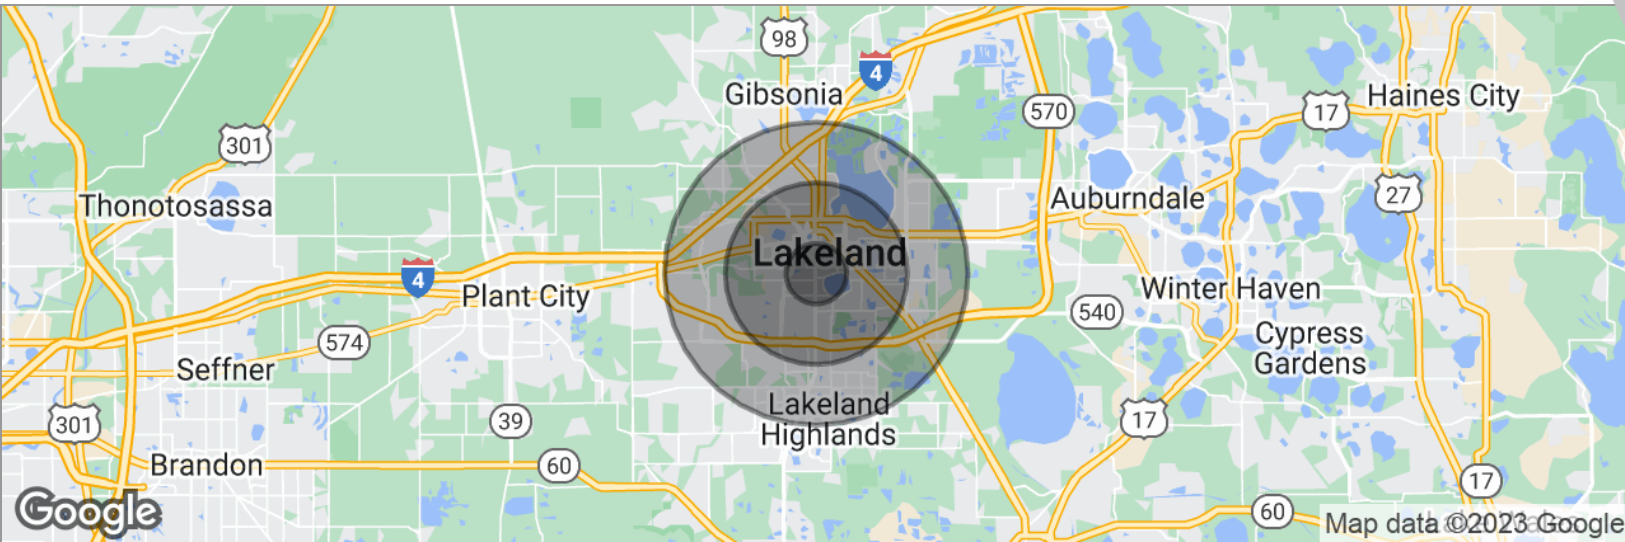 98
4
Gibsonia
570
17
Haines City
301
Thonotosassa
Auburndale
27
Lakeland
4
Plant City
Winter Haven
540
574
Cypress
Gardens
Seffner
Lakeland
Highlands
39
17
301
Brandon
60
17
60
Google
Map data ©2023 Google